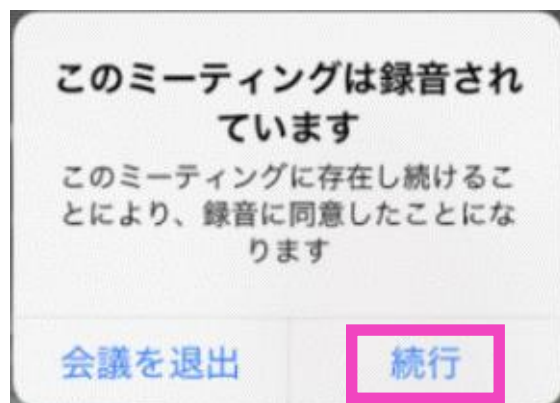 このミーティングは録音され
ています
このミーティングに存在し続けるこ
とにより、録音に同意したことにな
ります
会議を退出
続行